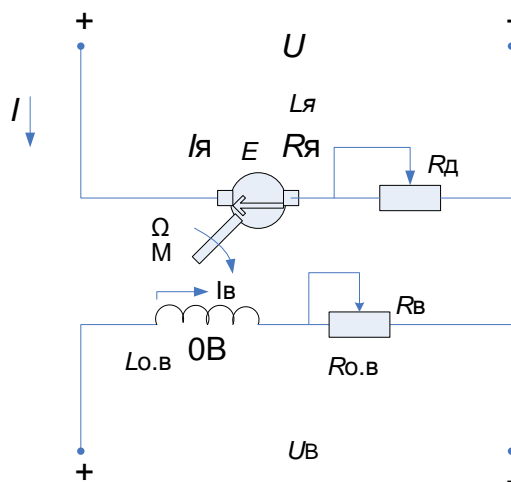 + +
U
I
Lя
Iя E Rя
Rд
Ω
М
Iв
Rв
0В
Lо.в
Rо.в
Uв
+ +